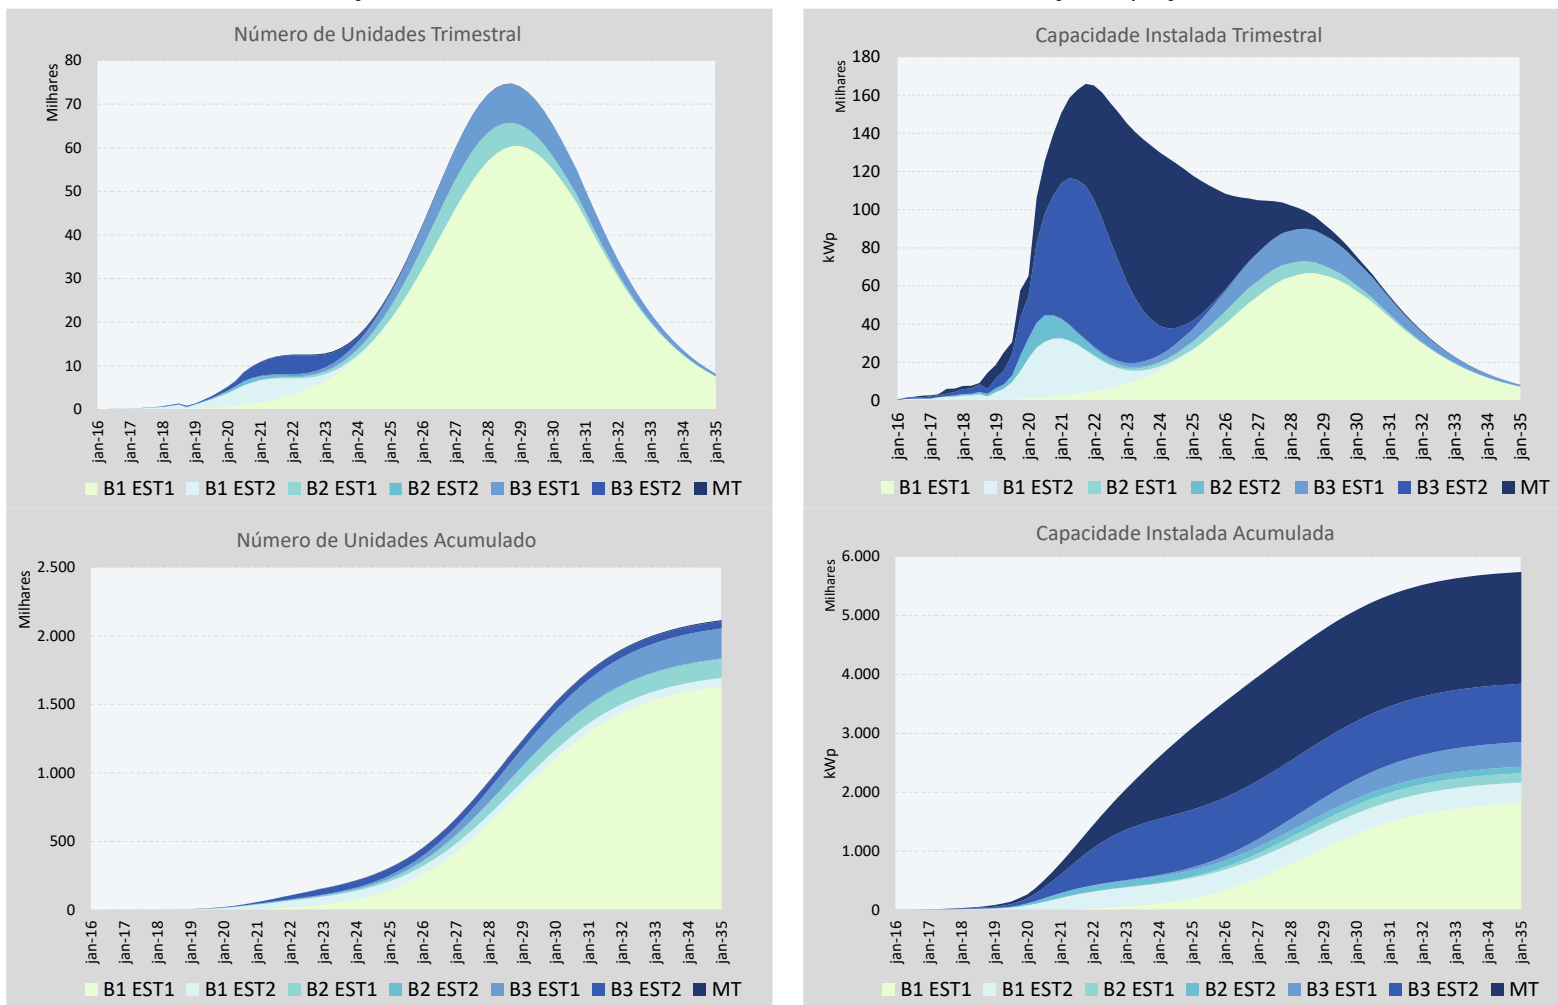 Número de Unidades Trimestral
Milhares
80
70
60
50
40
30
20
10
0
jan-16
jan-17
jan-18
jan-19
jan-20
jan-21
jan-22
jan-23
jan-24
jan-25
jan-26
jan-27
jan-28
jan-29
jan-30
jan-31
jan-32
jan-33
jan-34
jan-35
B1 EST1 B1 EST2 B2 EST1 B2 EST2 B3 EST1 B3 EST2 MT
Capacidade Instalada Trimestral
Milhares
kWp
180
160
140
120
100
80
60
40
20
0
jan-16
jan-17
jan-18
jan-19
jan-20
jan-21
jan-22
jan-23
jan-24
jan-25
jan-26
jan-27
jan-28
jan-29
jan-30
jan-31
jan-32
jan-33
jan-34
jan-35
B1 EST1 B1 EST2 B2 EST1 B2 EST2 B3 EST1 B3 EST2 MT
Número de Unidades Acumulado
Milhares
2.500
2.000
1.500
1.000
500
0
jan-16
jan-17
jan-18
jan-19
jan-20
jan-21
jan-22
jan-23
jan-24
jan-25
jan-26
jan-27
jan-28
jan-29
jan-30
jan-31
jan-32
jan-33
jan-34
jan-35
B1 EST1 B1 EST2 B2 EST1 B2 EST2 B3 EST1 B3 EST2 MT
Capacidade Instalada Acumulada
Milhares
kWp
6.000
5.000
4.000
3.000
2.000
1.000
0
jan-16
jan-17
jan-18
jan-19
jan-20
jan-21
jan-22
jan-23
jan-24
jan-25
jan-26
jan-27
jan-28
jan-29
jan-30
jan-31
jan-32
jan-33
jan-34
jan-35
B1 EST1 B1 EST2 B2 EST1 B2 EST2 B3 EST1 B3 EST2 MT